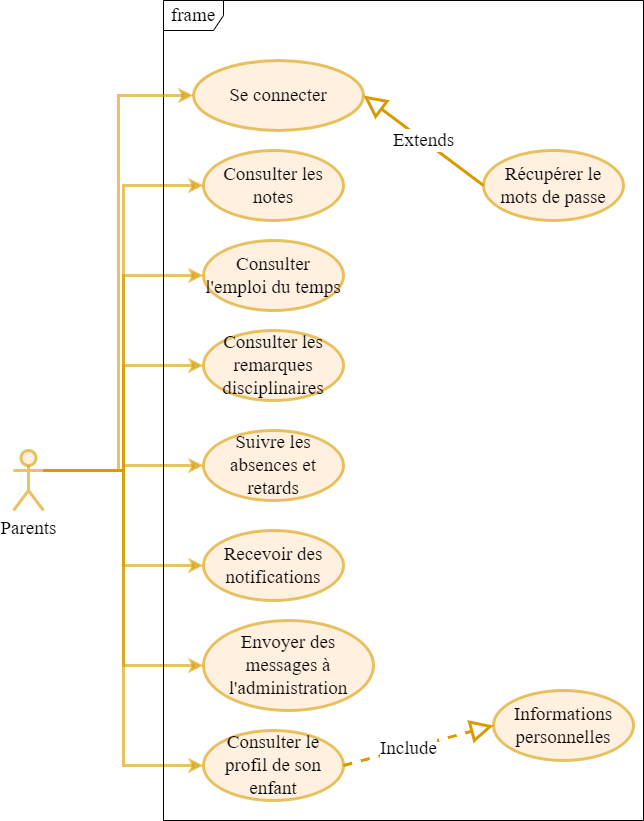 frame
Se connecter
Extends
Récupérer le
mots de passe
Consulter les
notes
Consulter
l'emploi du temps
Consulter les
remarques
disciplinaires
Suivre les
absences et
retards
Parents
Recevoir des
notifications
Envoyer des
messages à
l'administration
Consulter le
profil de son
enfant
Include
Informations
personnelles